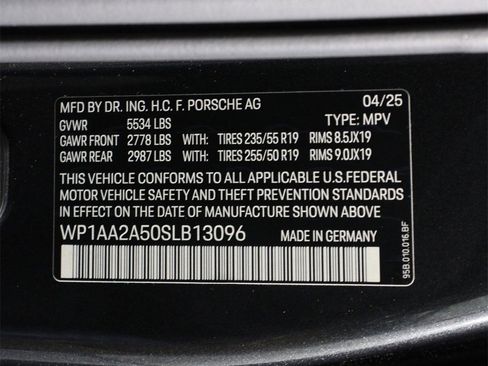 MFD BY DR. ING. H.C. F. PORSCHE AG 04/25
GVWR 5534 LBS TYPE: MPV
GAWR FRONT 2778 LBS WITH: TIRES 235/55 R19 RIMS 8.5JX19
GAWR REAR 2987 LBS WITH: TIRES 255/50 R19 RIMS 9.0JX19
THIS VEHICLE CONFORMS TO ALL APPLICABLE U.S.FEDERAL
MOTOR VEHICLE SAFETY AND THEFT PREVENTION STANDARDS
IN EFFECT ON THE DATE OF MANUFACTURE SHOWN ABOVE.
WP1AA2A50SLB13096 MADE IN GERMANY
95B.010.016.BF